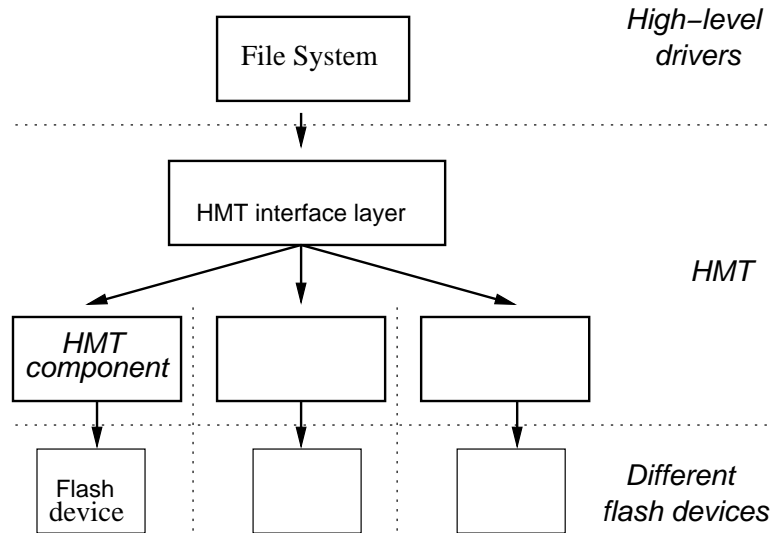 High−level
drivers
File System
HMT interface layer
HMT
HMT
component
Flash
device
Different
flash devices